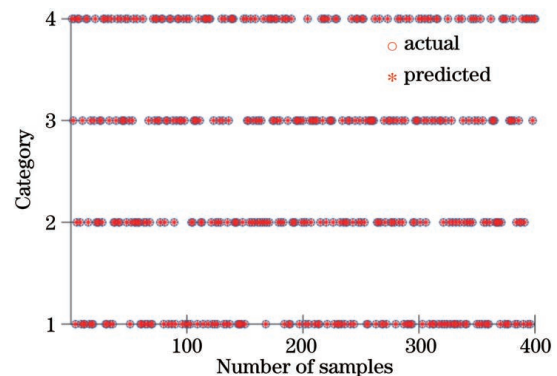 4
3
2
1
Category
○ actual
* predicted
100
200
300
400
Number of samples